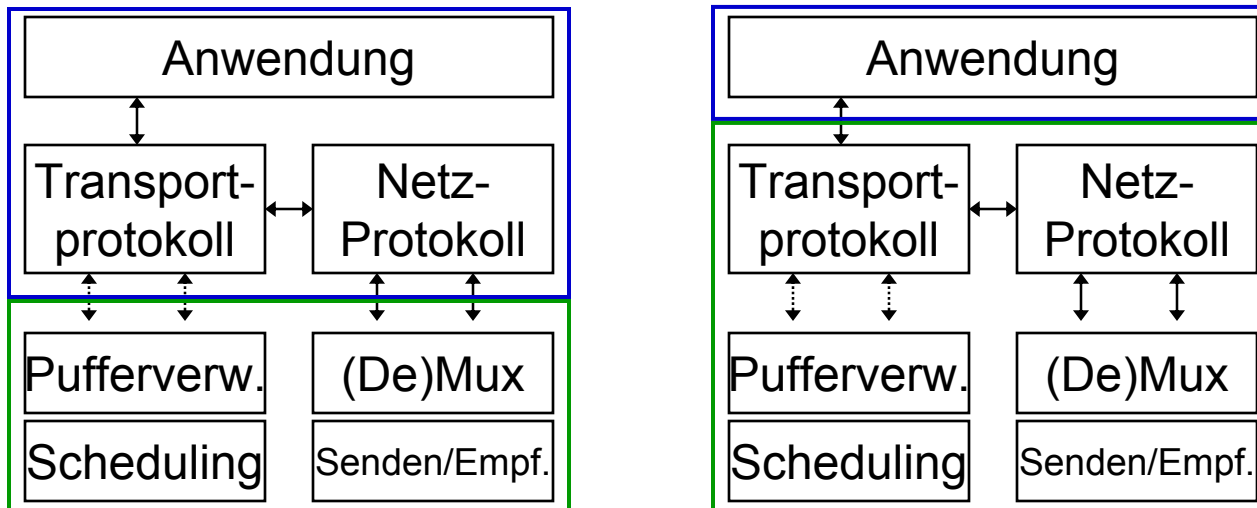 Anwendung
Transport-
protokoll
Netz-
Protokoll
Pufferverw.
(De)Mux
Scheduling
Senden/Empf.
Anwendung
Transport-
protokoll
Netz-
Protokoll
Pufferverw.
(De)Mux
Scheduling
Senden/Empf.